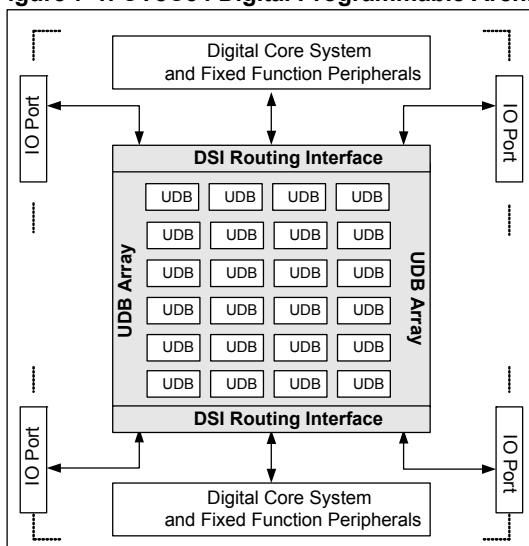 Digital Core System
and Fixed Function Peripherals
IO Port
IO Port
DSI Routing Interface
UDB UDB UDB UDB
UDB UDB UDB UDB
UDB UDB UDB UDB
UDB Array
UDB Array
UDB UDB UDB UDB
UDB UDB UDB UDB
UDB UDB UDB UDB
DSI Routing Interface
IO Port
IO Port
Digital Core System
and Fixed Function Peripherals